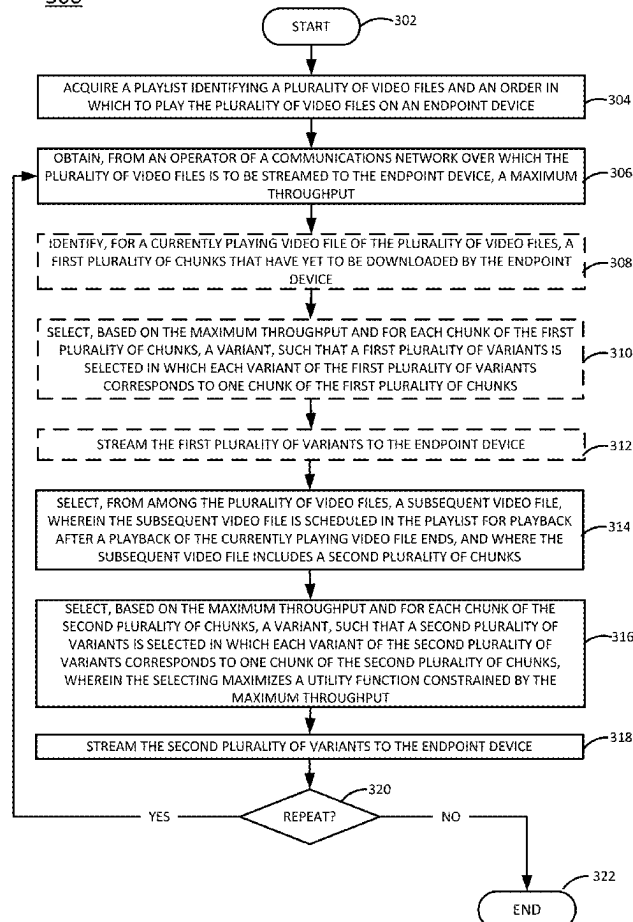 300
START
302
ACQUIRE A PLAYLIST IDENTIFYING A PLURALITY OF VIDEO FILES AND AN ORDER IN
WHICH TO PLAY THE PLURALITY OF VIDEO FILES ON AN ENDPOINT DEVICE
304
OBTAIN, FROM AN OPERATOR OF A COMMUNICATIONS NETWORK OVER WHICH THE
PLURALITY OF VIDEO FILES IS TO BE STREAMED TO THE ENDPOINT DEVICE, A MAXIMUM
THROUGHPUT
306
IDENTIFY, FOR A CURRENTLY PLAYING VIDEO FILE OF THE PLURALITY OF VIDEO FILES, A
FIRST PLURALITY OF CHUNKS THAT HAVE YET TO BE DOWNLOADED BY THE ENDPOINT
DEVICE
308
SELECT, BASED ON THE MAXIMUM THROUGHPUT AND FOR EACH CHUNK OF THE FIRST
PLURALITY OF CHUNKS, A VARIANT, SUCH THAT A FIRST PLURALITY OF VARIANTS IS
SELECTED IN WHICH EACH VARIANT OF THE FIRST PLURALITY OF VARIANTS
CORRESPONDS TO ONE CHUNK OF THE FIRST PLURALITY OF CHUNKS
310
STREAM THE FIRST PLURALITY OF VARIANTS TO THE ENDPOINT DEVICE
312
SELECT, FROM AMONG THE PLURALITY OF VIDEO FILES, A SUBSEQUENT VIDEO FILE,
WHEREIN THE SUBSEQUENT VIDEO FILE IS SCHEDULED IN THE PLAYLIST FOR PLAYBACK
AFTER A PLAYBACK OF THE CURRENTLY PLAYING VIDEO FILE ENDS, AND WHERE THE
SUBSEQUENT VIDEO FILE INCLUDES A SECOND PLURALITY OF CHUNKS
314
SELECT, BASED ON THE MAXIMUM THROUGHPUT AND FOR EACH CHUNK OF THE
SECOND PLURALITY OF CHUNKS, A VARIANT, SUCH THAT A SECOND PLURALITY OF
VARIANTS IS SELECTED IN WHICH EACH VARIANT OF THE SECOND PLURALITY OF
VARIANTS CORRESPONDS TO ONE CHUNK OF THE SECOND PLURALITY OF CHUNKS,
WHEREIN THE SELECTING MAXIMIZES A UTILITY FUNCTION CONSTRAINED BY THE
MAXIMUM THROUGHPUT
316
STREAM THE SECOND PLURALITY OF VARIANTS TO THE ENDPOINT DEVICE
318
320
YES
REPEAT?
NO
322
END